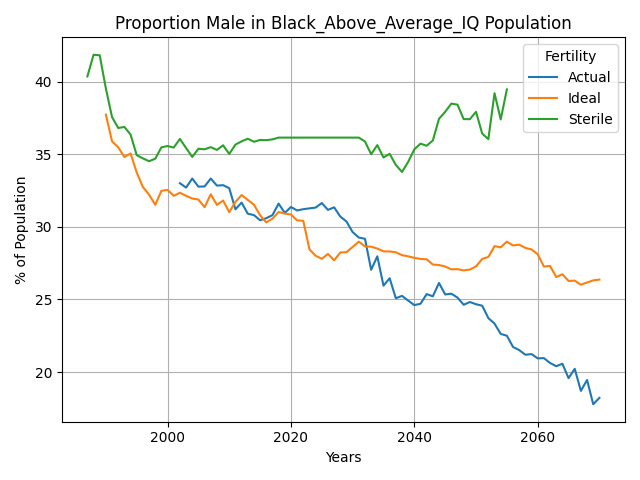 Proportion Male in Black_Above_Average_IQ Population
Fertility
Actual
Ideal
Sterile
% of Population
40
35
30
25
20
2000
2020
2040
2060
Years